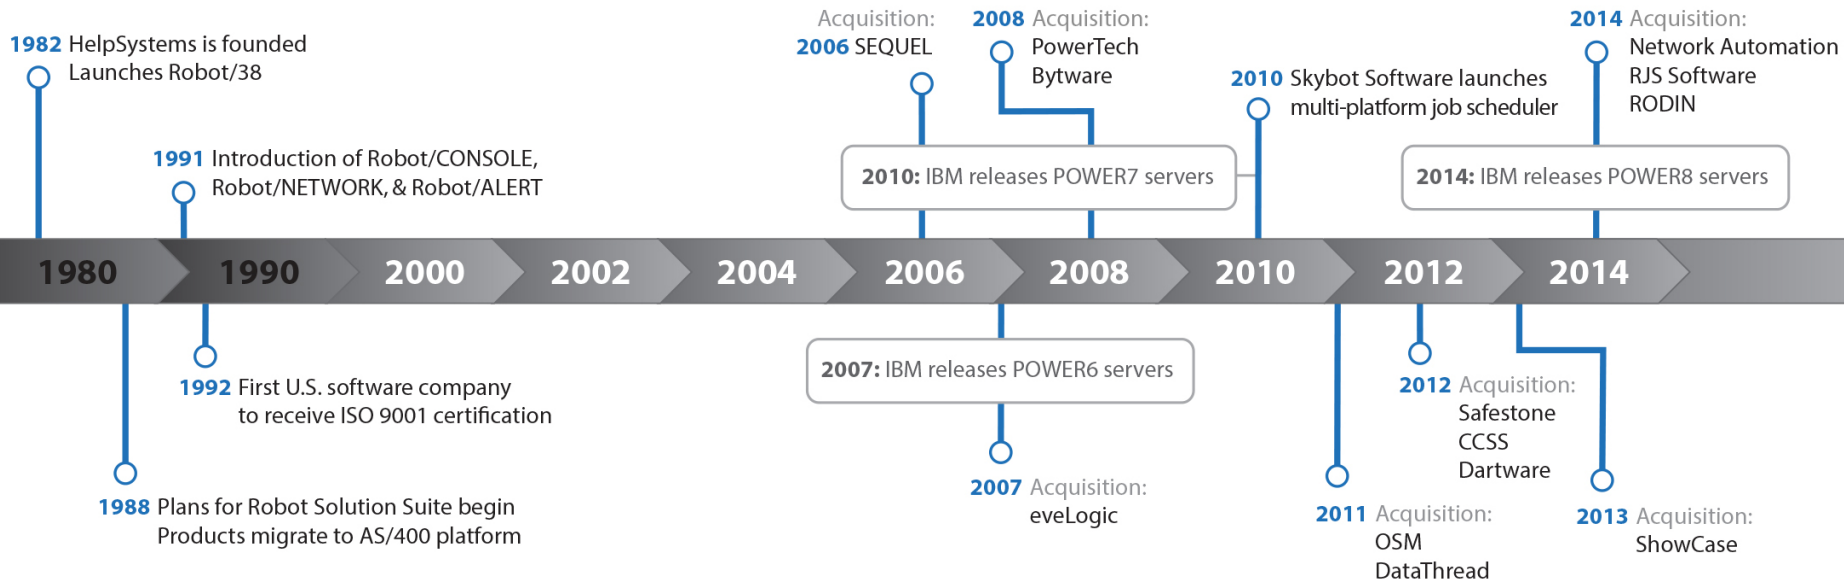 1982 HelpSystems is founded
Launches Robot/38
1991 Introduction of Robot/CONSOLE,
Robot/NETWORK, & Robot/ALERT
Acquisition:
2006 SEQUEL
2008 Acquisition:
PowerTech
Bytware
2010 Skybot Software launches
multi-platform job scheduler
2014 Acquisition:
Network Automation
RJS Software
RODIN
2010: IBM releases POWER7 servers
2014: IBM releases POWER8 servers
1980 1990 2000 2002 2004 2006 2008 2010 2012 2014
1988 Plans for Robot Solution Suite begin
Products migrate to AS/400 platform
1992 First U.S. software company
to receive ISO 9001 certification
2007: IBM releases POWER6 servers
2007 Acquisition:
eveLogic
2011 Acquisition:
OSM
DataThread
2012 Acquisition:
Safestone
CCSS
Dartware
2013 Acquisition:
ShowCase